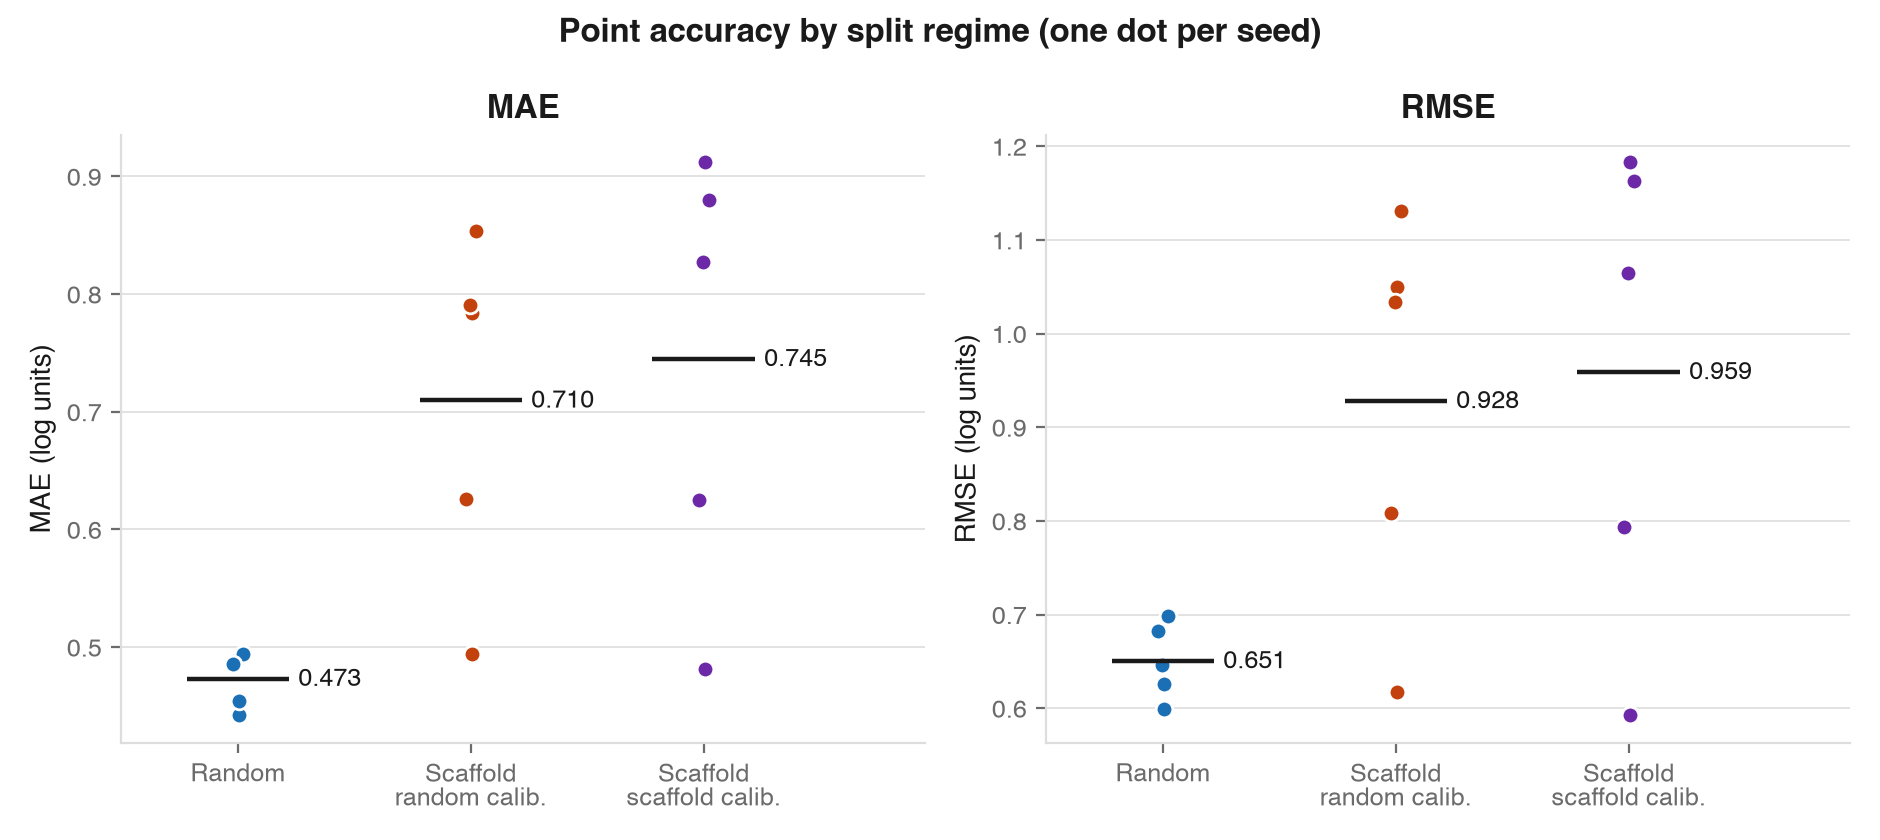 Point accuracy by split regime (one dot per seed)
MAE
MAE (log units)
0.9
0.8
0.7
0.6
0.5
0.473
0.710
0.745
Random
Scaffold
random calib.
Scaffold
scaffold calib.
RMSE
RMSE (log units)
1.2
1.1
1.0
0.9
0.8
0.7
0.6
0.651
0.928
0.959
Random
Scaffold
random calib.
Scaffold
scaffold calib.